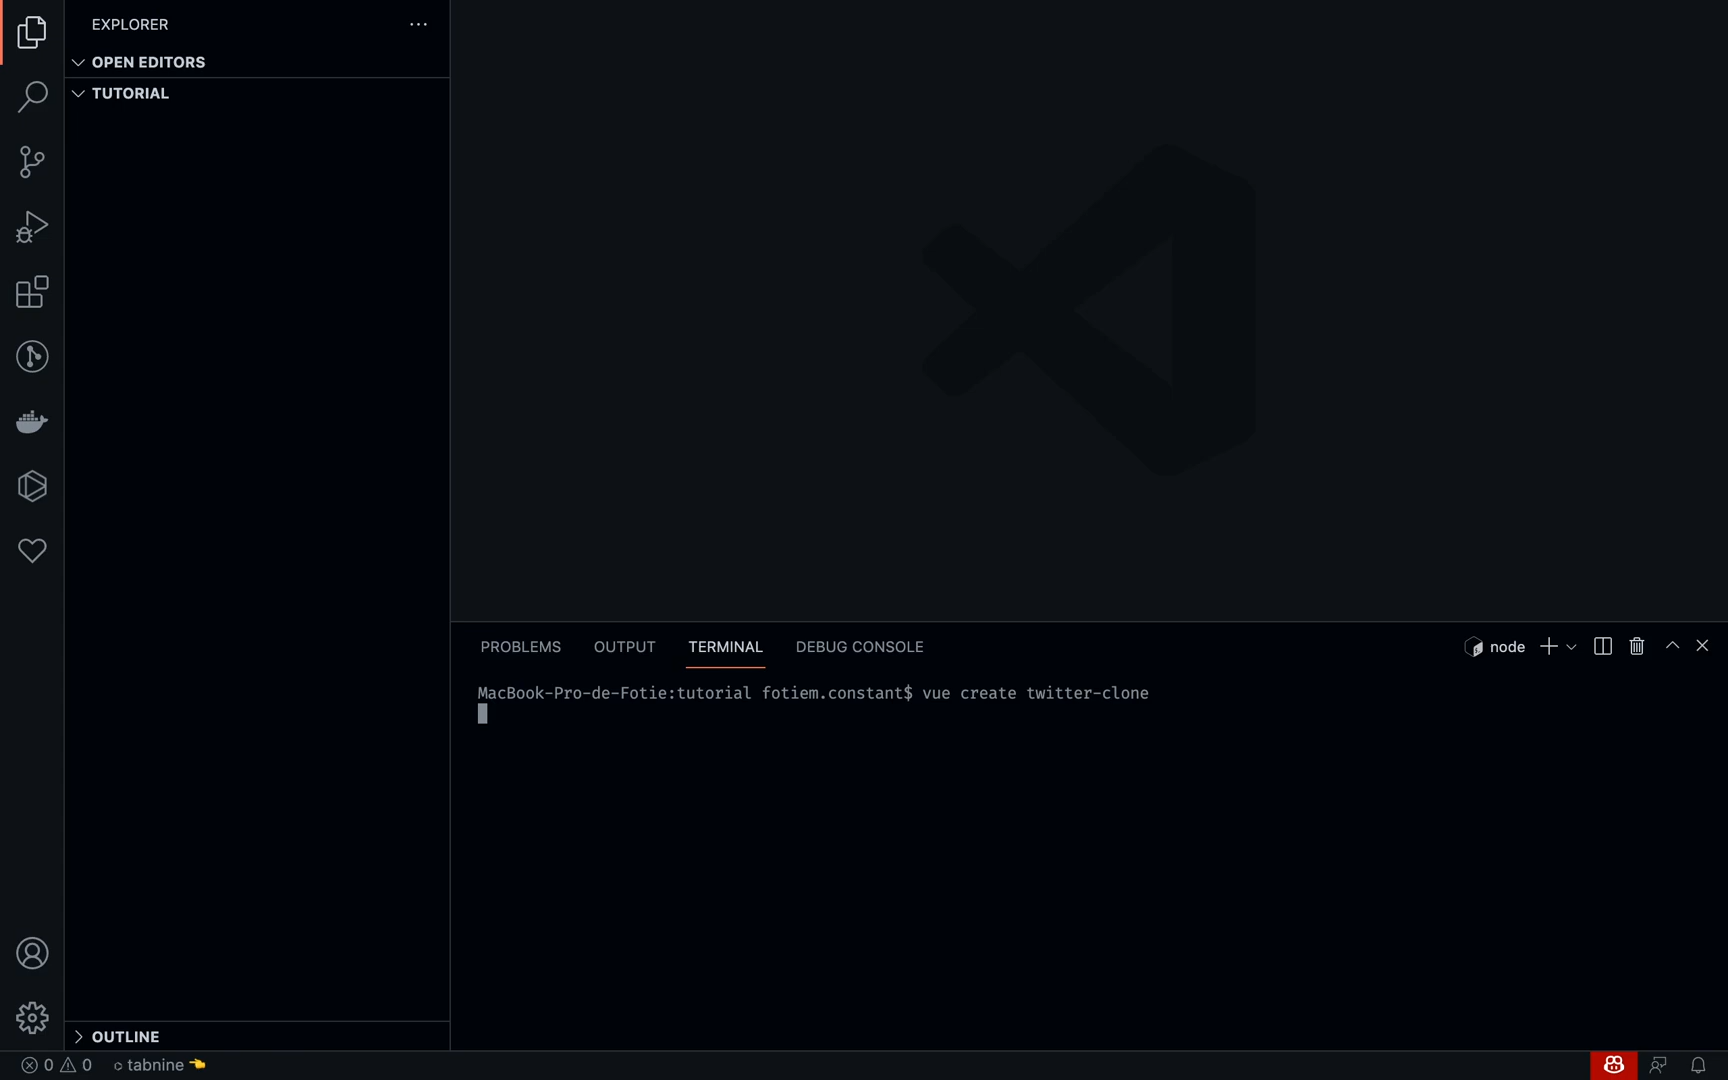 EXPLORER
OPEN EDITORS
TUTORIAL
OUTLINE
PROBLEMS OUTPUT TERMINAL DEBUG CONSOLE
node
MacBook-Pro-de-Fotie:tutorial fotiem.constant$ vue create twitter-clone
0 0 tabnine